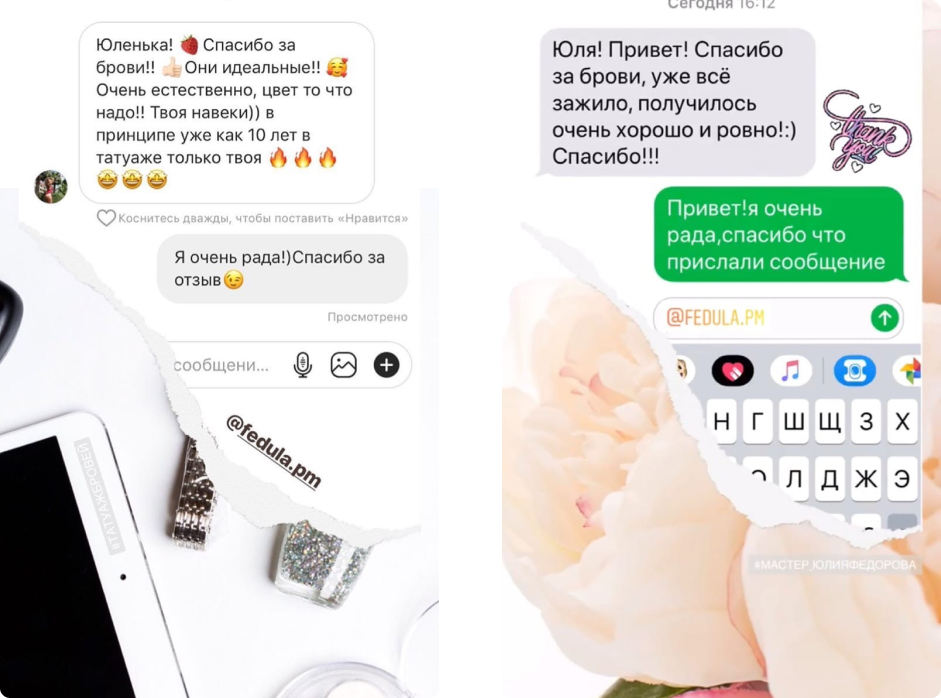 Юленька! 🍓 Спасибо за
брови!! 👍🏻Они идеальные!! 🥰
Очень естественно, цвет то что
надо!! Твоя навеки)) в
принципе уже как 10 лет в
татуаже только твоя 🔥🔥🔥
🤩🤩🤩
Коснитесь дважды, чтобы поставить «Нравится»
Я очень рада!)Спасибо за
отзыв😉
Просмотрено
сообщени...
@fedula.pm
#ТАТУАЖБРОВЕЙ
Сегодня 16:12
Юля! Привет! Спасибо
за брови, уже всё
зажило, получилось
очень хорошо и ровно!:)
Спасибо!!!
Thank
you
Привет!я очень
рада,спасибо что
прислали сообщение
@FEDULA.PM
Н Г Ш Щ З Х
О Л Д Ж Э
#МАСТЕР_ЮЛИЯФЕДОРОВА